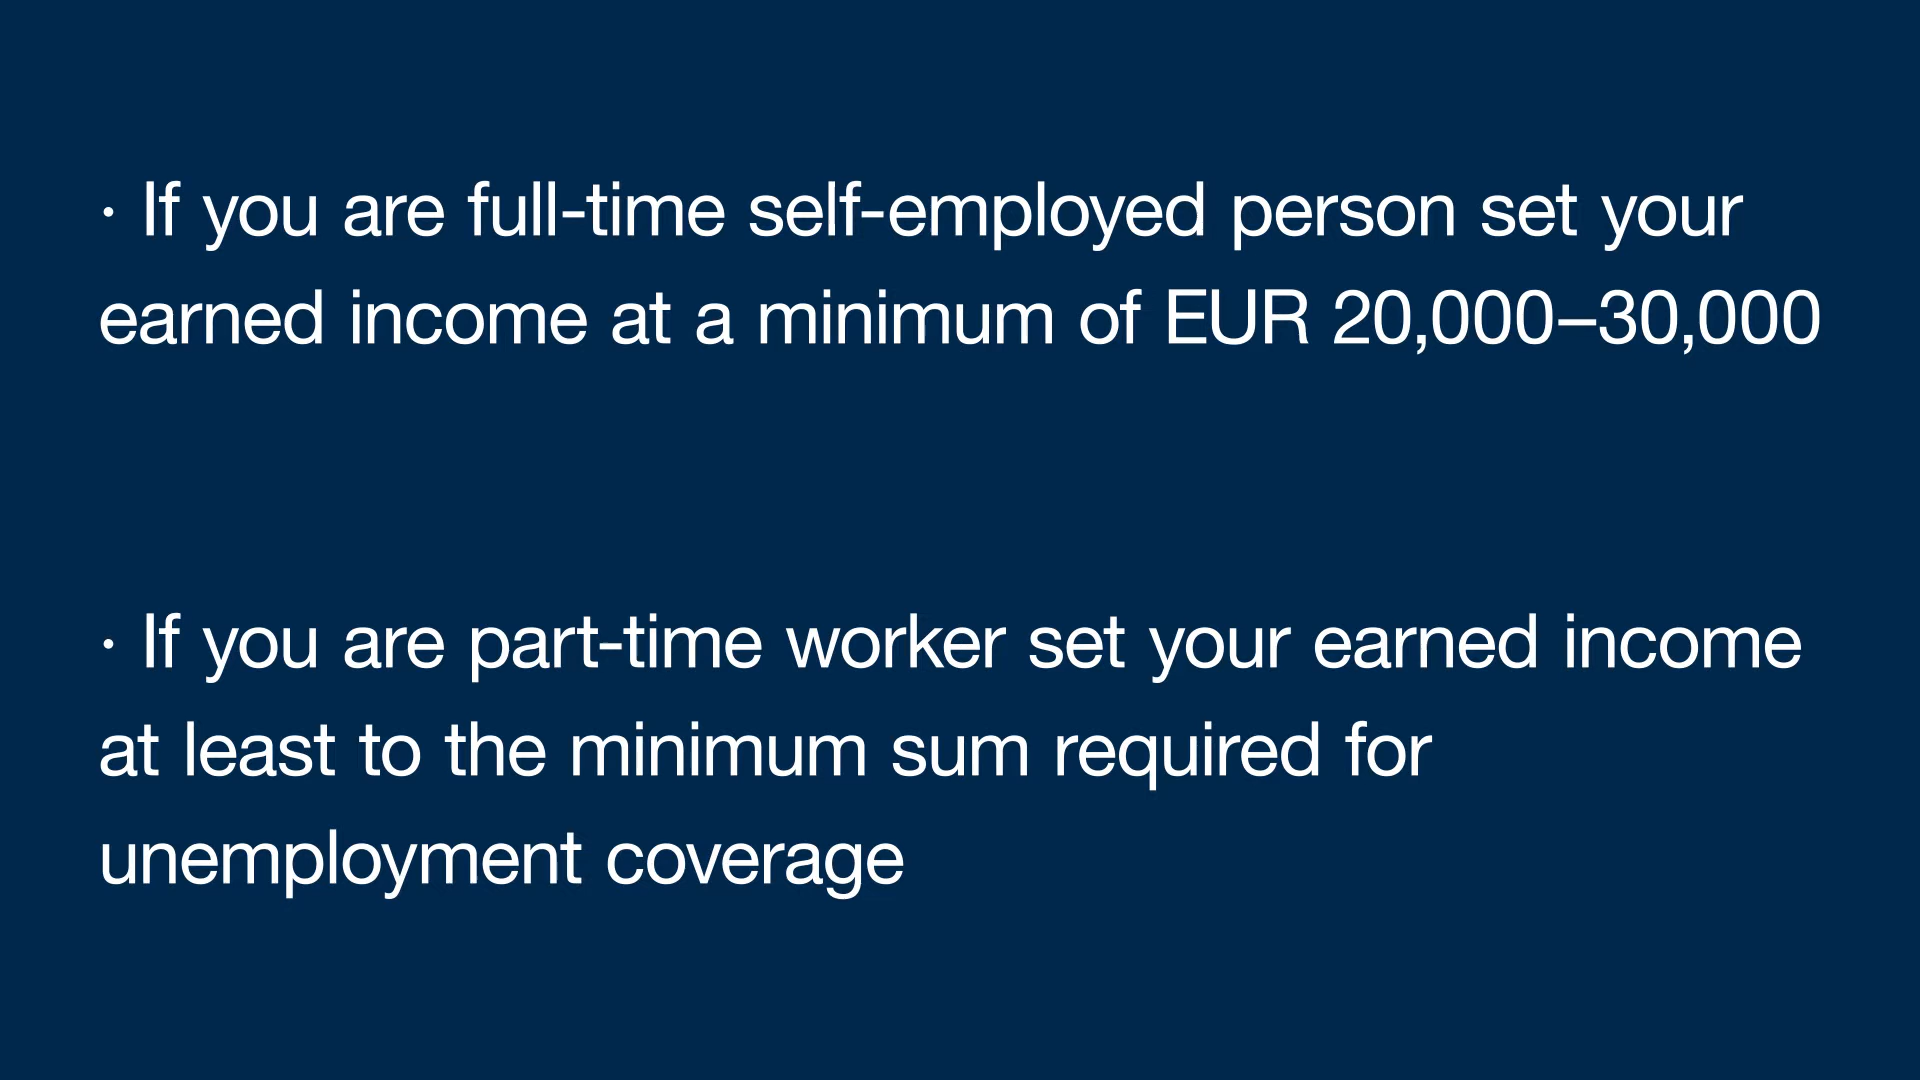 · If you are full-time self-employed person set your
earned income at a minimum of EUR 20,000–30,000
· If you are part-time worker set your earned income
at least to the minimum sum required for
unemployment coverage